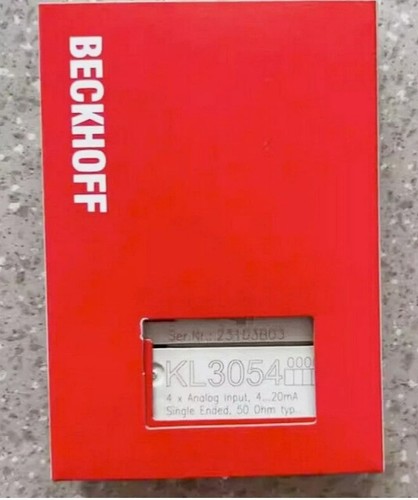 BECKHOFF
Ser.Nr.: 23103B03
KL3054
4 x Analog Input, 4...20mA
Single Ended, 50 Ohm typ..